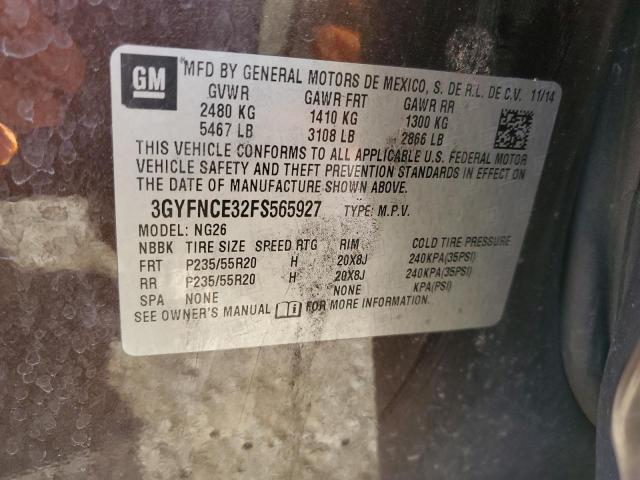 GM MFD BY GENERAL MOTORS DE MEXICO, S. DE R.L. DE C.V. 11/14
GVWR GAWR FRT GAWR RR
2480 KG 1410 KG 1300 KG
5467 LB 3108 LB 2866 LB
THIS VEHICLE CONFORMS TO ALL APPLICABLE U.S. FEDERAL MOTOR
VEHICLE SAFETY AND THEFT PREVENTION STANDARDS IN EFFECT ON
THE DATE OF MANUFACTURE SHOWN ABOVE.
3GYFNCE32FS565927 TYPE: M.P.V.
MODEL: NG26
NBBK TIRE SIZE SPEED RTG RIM COLD TIRE PRESSURE
FRT P235/55R20 H 20X8J 240KPA(35PSI)
RR P235/55R20 H 20X8J 240KPA(35PSI)
SPA NONE NONE KPA(PSI)
SEE OWNER'S MANUAL FOR MORE INFORMATION.